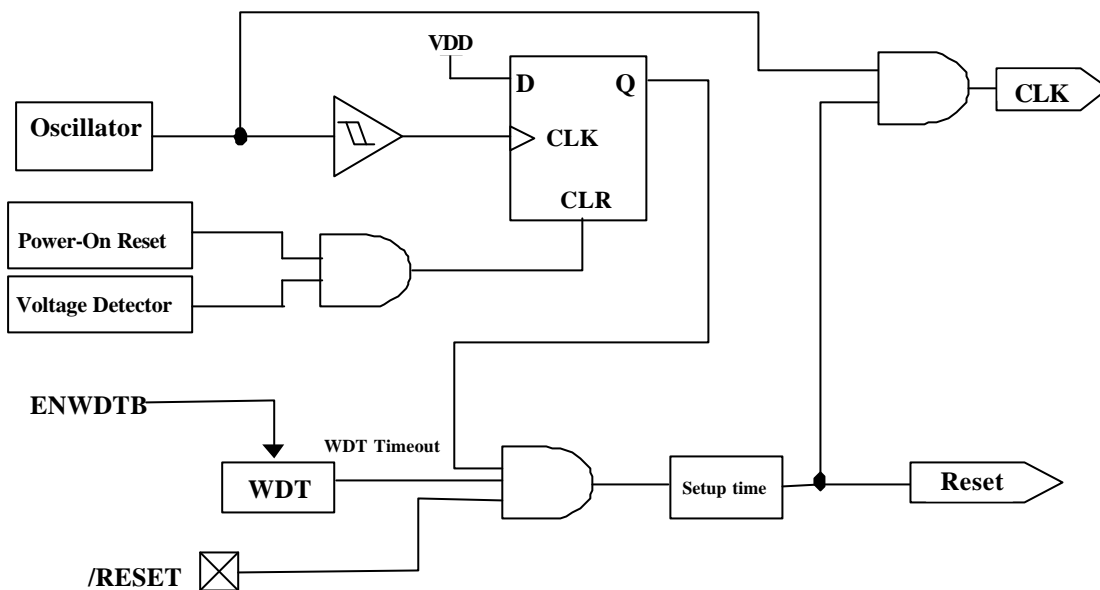 VDD
D
Q
CLK
Oscillator
CLK
CLR
Power-On Reset
Voltage Detector
ENWDTB
WDT Timeout
WDT
Setup time
Reset
/RESET